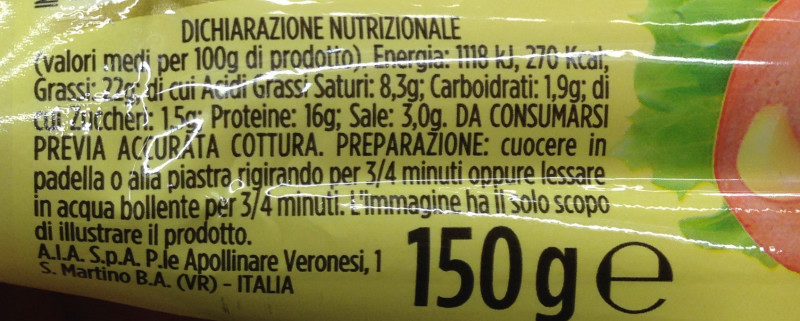 DICHIARAZIONE NUTRIZIONALE
(valori medi per 100g di prodotto). Energia: 1118 kJ, 270 Kcal;
Grassi: 22g, di cui Acidi Grassi Saturi: 8,3g; Carboidrati: 1,9g; di
cui Zuccheri: 1,5g; Proteine: 16g; Sale: 3,0g. DA CONSUMARSI
PREVIA ACCURATA COTTURA. PREPARAZIONE: cuocere in
padella o alla piastra rigirando per 3/4 minuti oppure lessare
in acqua bollente per 3/4 minuti. L'immagine ha il solo scopo
di illustrare il prodotto.
A.I.A. S.p.A. P.le Apollinare Veronesi, 1
S. Martino B.A. (VR) - ITALIA
150 g e